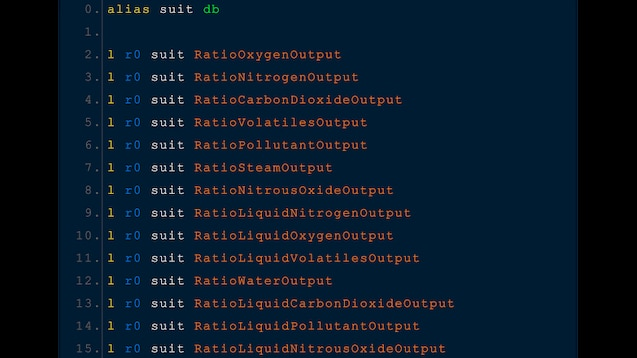 0. alias suit db
1.
2. l r0 suit RatioOxygenOutput
3. l r0 suit RatioNitrogenOutput
4. l r0 suit RatioCarbonDioxideOutput
5. l r0 suit RatioVolatilesOutput
6. l r0 suit RatioPollutantOutput
7. l r0 suit RatioSteamOutput
8. l r0 suit RatioNitrousOxideOutput
9. l r0 suit RatioLiquidNitrogenOutput
10. l r0 suit RatioLiquidOxygenOutput
11. l r0 suit RatioLiquidVolatilesOutput
12. l r0 suit RatioWaterOutput
13. l r0 suit RatioLiquidCarbonDioxideOutput
14. l r0 suit RatioLiquidPollutantOutput
15. l r0 suit RatioLiquidNitrousOxideOutput